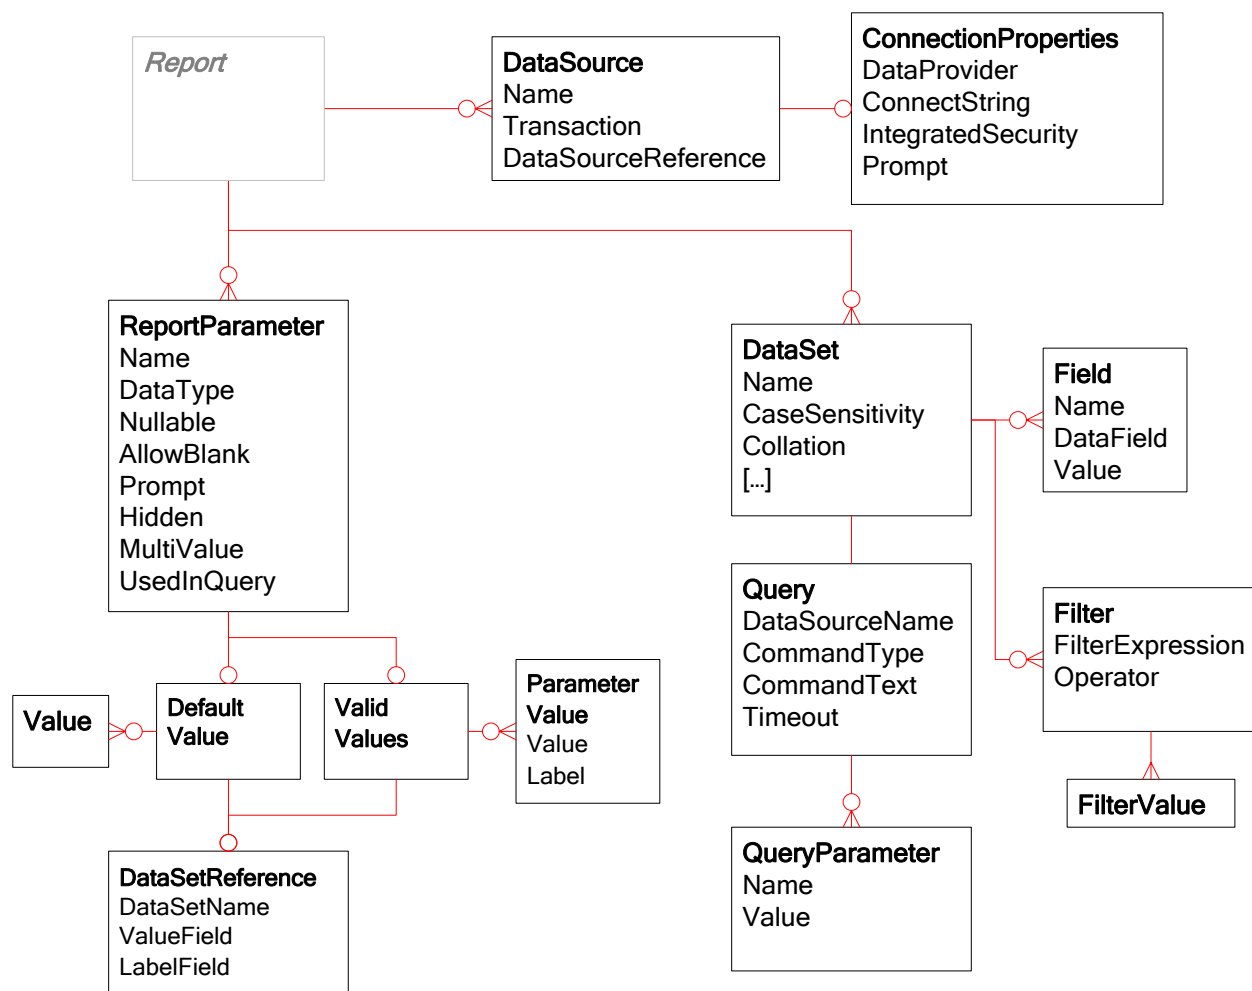 Report
DataSource
Name
Transaction
DataSourceReference
ConnectionProperties
DataProvider
ConnectString
IntegratedSecurity
Prompt
ReportParameter
Name
DataType
Nullable
AllowBlank
Prompt
Hidden
MultiValue
UsedInQuery
DataSet
Name
CaseSensitivity
Collation
[...]
Field
Name
DataField
Value
Query
DataSourceName
CommandType
CommandText
Timeout
Filter
FilterExpression
Operator
Value
Default
Value
Valid
Values
Parameter
Value
Value
Label
FilterValue
DataSetReference
DataSetName
ValueField
LabelField
QueryParameter
Name
Value